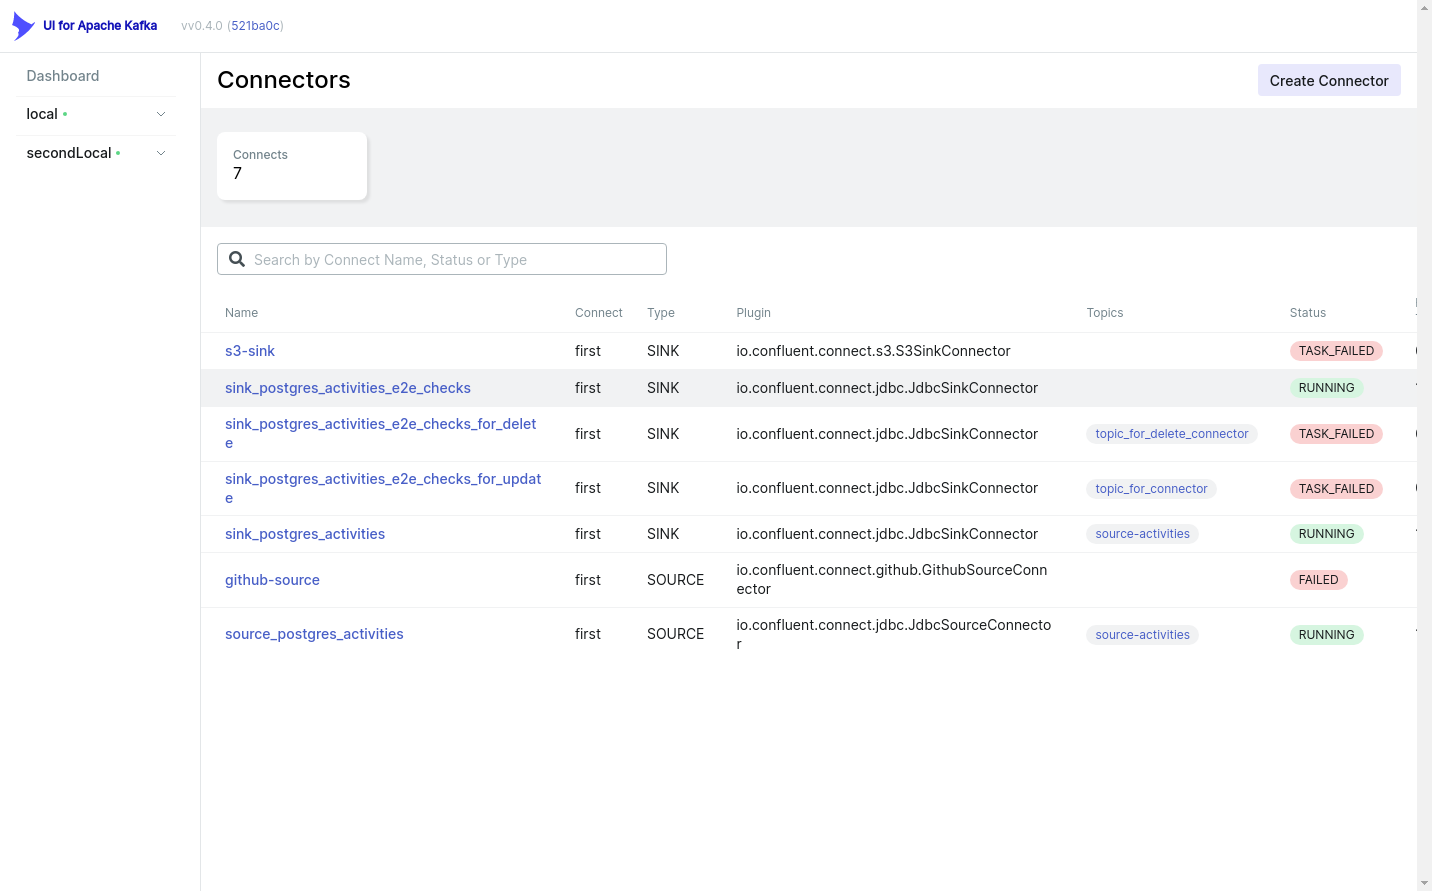 UI for Apache Kafka
vv0.4.0 (521ba0c)
Dashboard
local
secondLocal
Connectors
Create Connector
Connects
7
Search by Connect Name, Status or Type
Name Connect Type Plugin Topics Status
s3-sink first SINK io.confluent.connect.s3.S3SinkConnector TASK_FAILED
sink_postgres_activities_e2e_checks first SINK io.confluent.connect.jdbc.JdbcSinkConnector RUNNING
sink_postgres_activities_e2e_checks_for_delet
e
first SINK io.confluent.connect.jdbc.JdbcSinkConnector topic_for_delete_connector TASK_FAILED
sink_postgres_activities_e2e_checks_for_updat
e
first SINK io.confluent.connect.jdbc.JdbcSinkConnector topic_for_connector TASK_FAILED
sink_postgres_activities first SINK io.confluent.connect.jdbc.JdbcSinkConnector source-activities RUNNING
github-source first SOURCE io.confluent.connect.github.GithubSourceConn
ector
FAILED
source_postgres_activities first SOURCE io.confluent.connect.jdbc.JdbcSourceConnecto
r
source-activities RUNNING